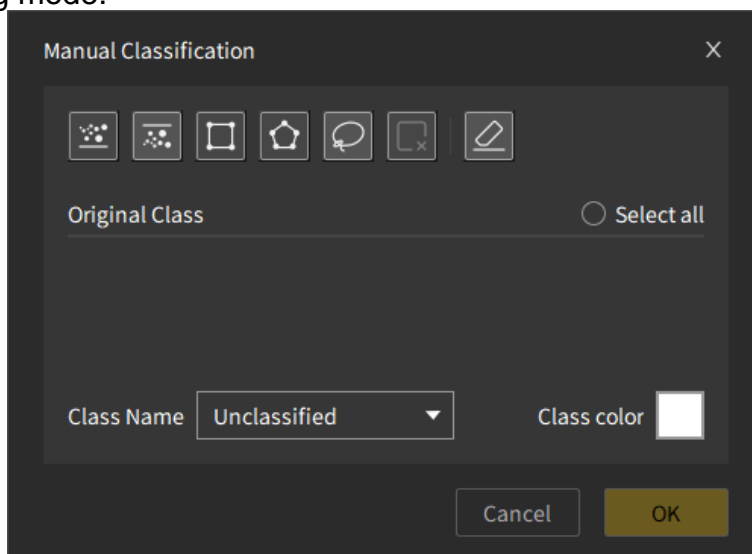 Manual Classification X
Original Class Select all
Class Name Unclassified Class color
Cancel OK